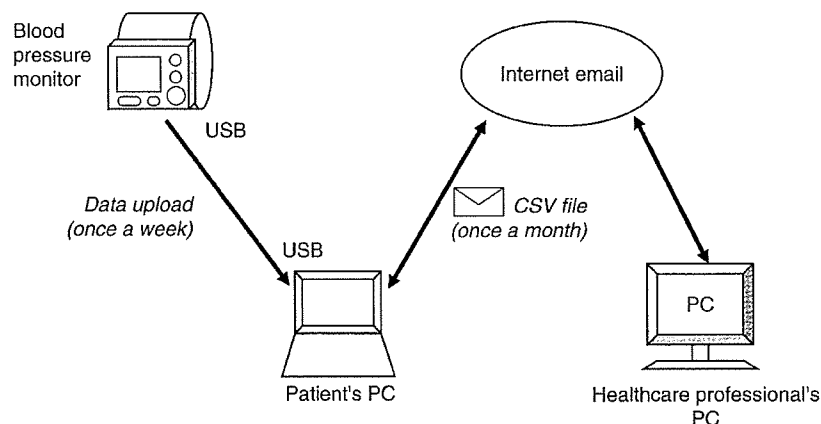 Blood
pressure
monitor
USB
Data upload
(once a week)
USB
Patient's PC
Internet email
CSV file
(once a month)
PC
Healthcare professional's
PC